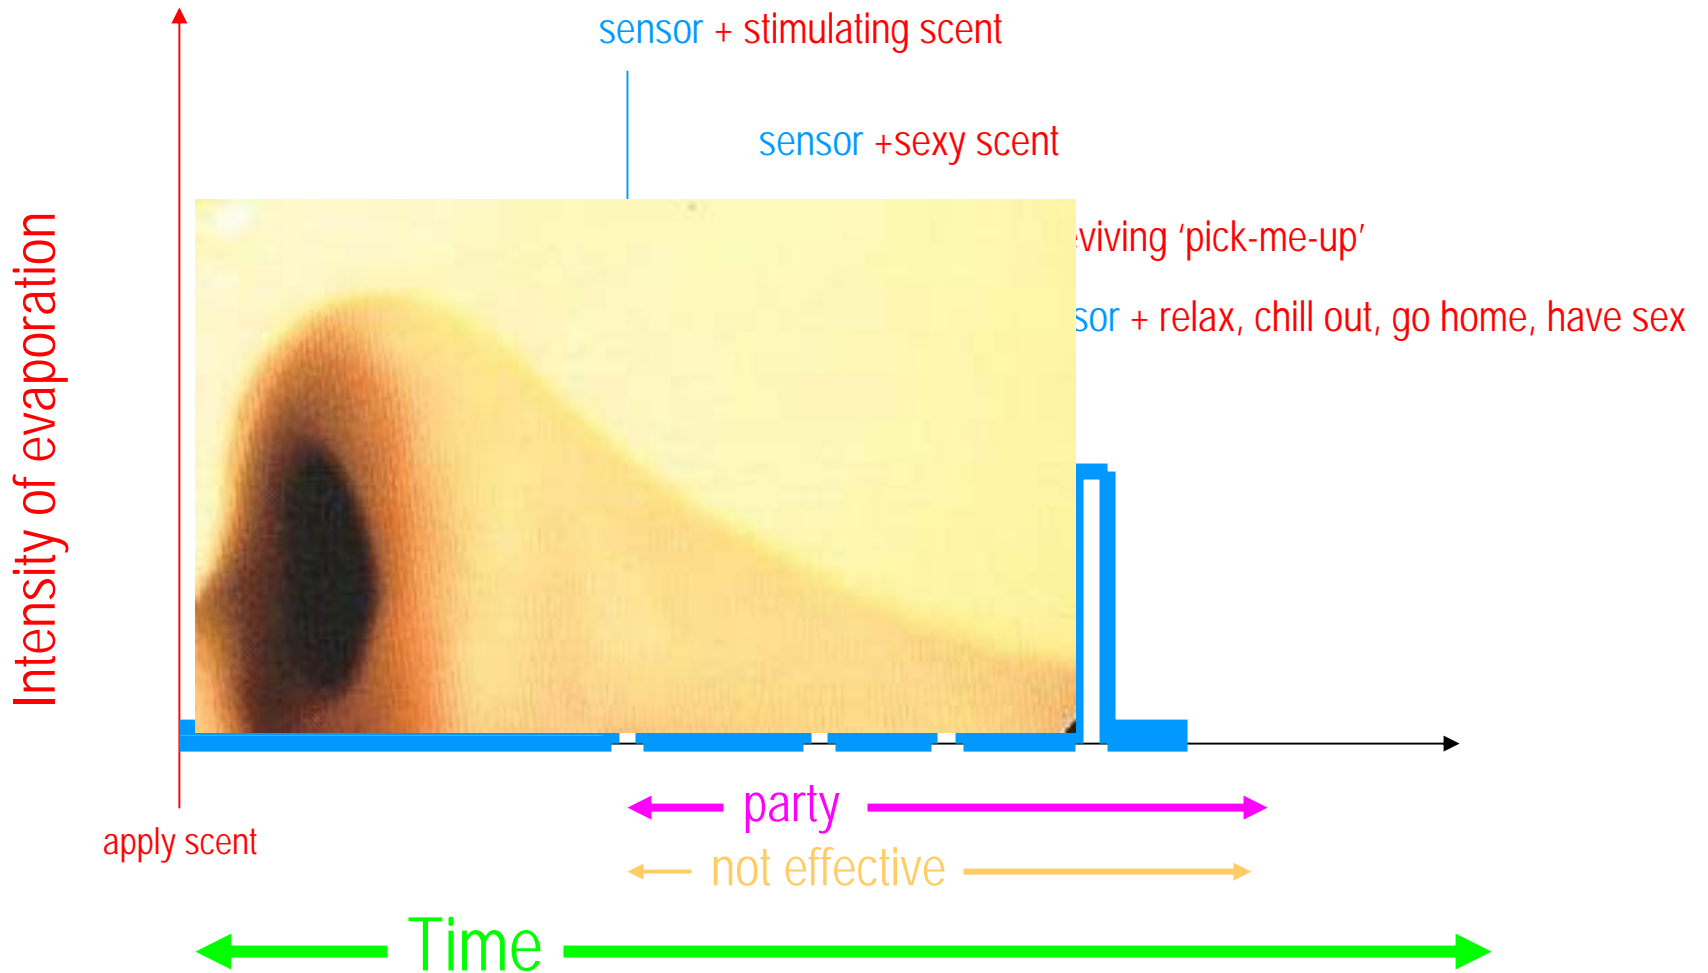 sensor + stimulating scent
sensor +sexy scent
eviving ‘pick-me-up’
sor + relax, chill out, go home, have sex
Intensity of evaporation
party
apply scent
not effective
Time